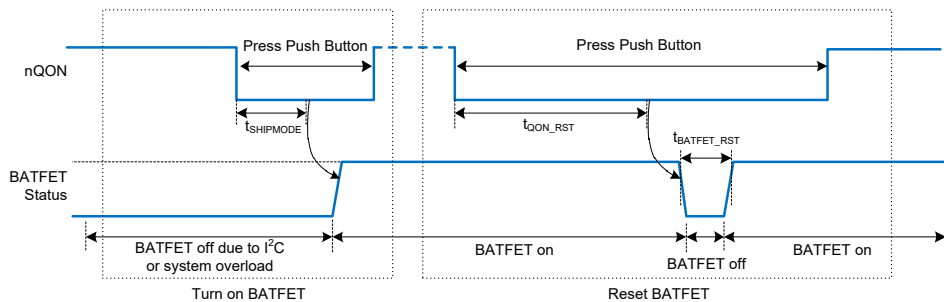 Press Push Button
Press Push Button
nQON
tSHIPMODE
tQON_RST
tBATFET_RST
BATFET
Status
BATFET off due to I²C
or system overload
BATFET on
BATFET off
BATFET on
Turn on BATFET
Reset BATFET